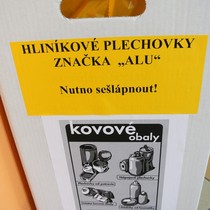 HLINÍKOVÉ PLECHOVKY
ZNAČKA „ALU“
Nutno sešlápnout!
kovové
obaly